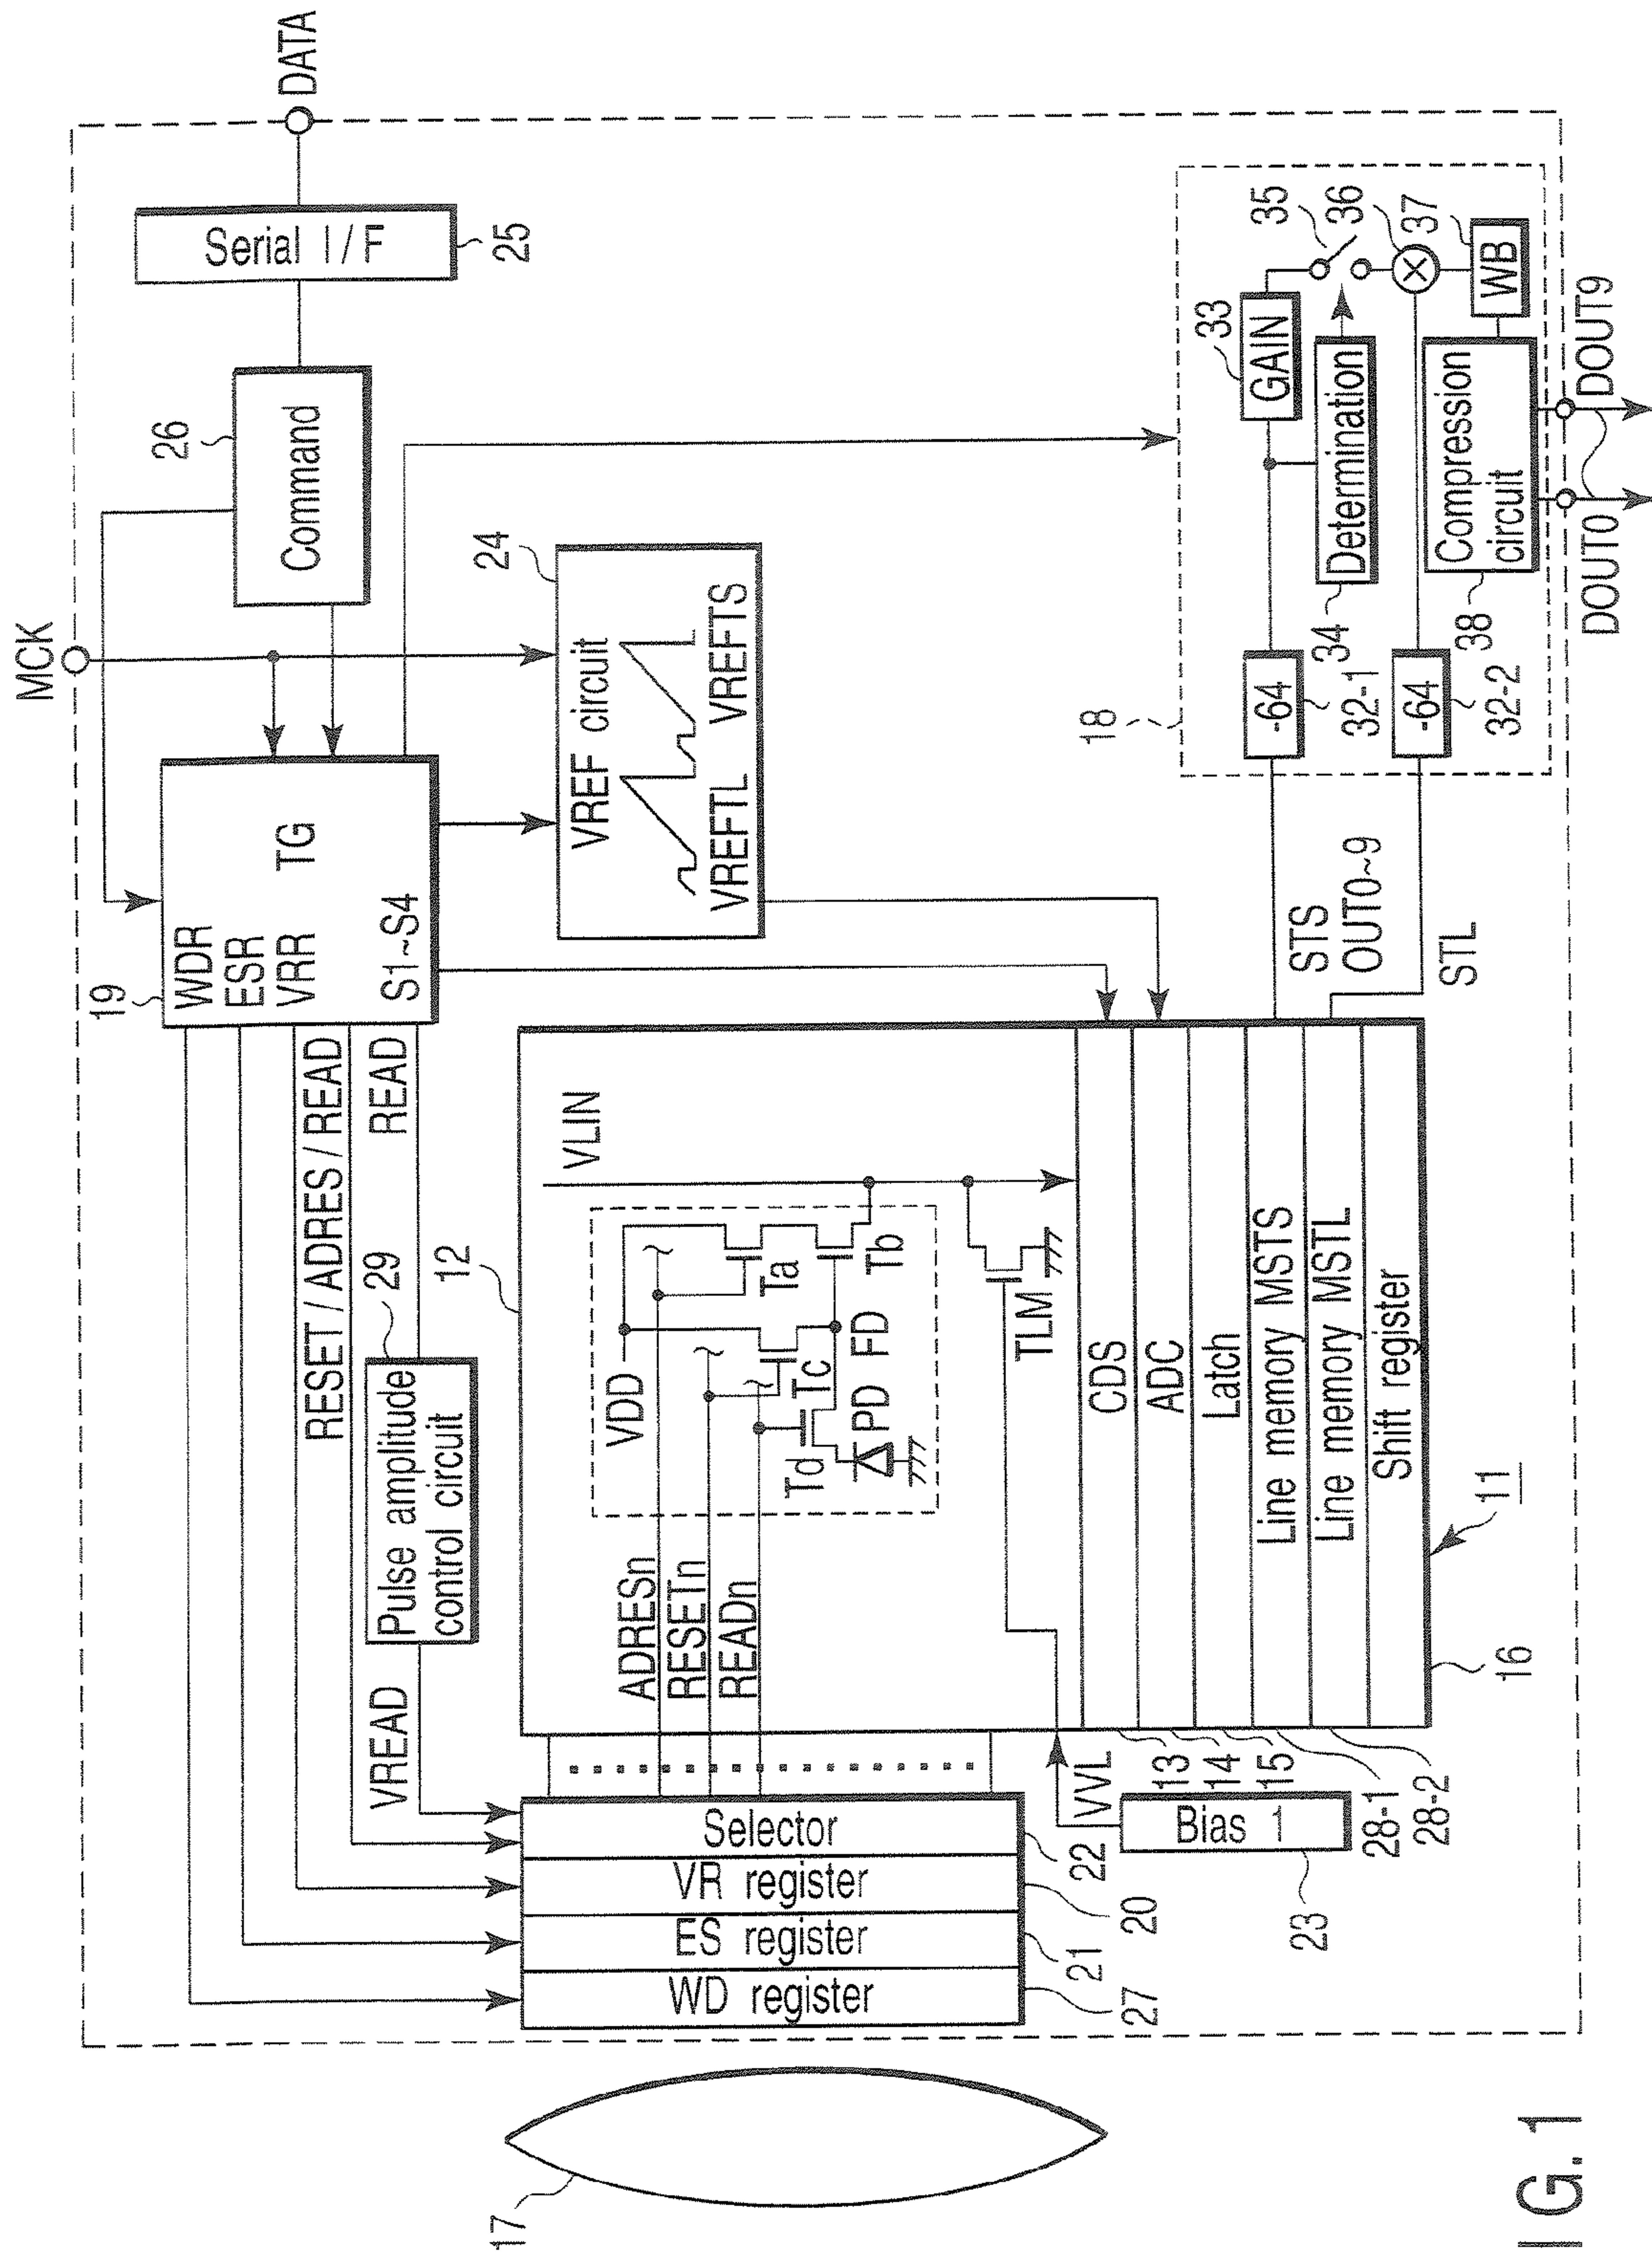 MCK
DATA
Serial I/F
25
26
Command
19
WDR
ESR
VRR
TG
S1~S4
24
VREF circuit
VREFTL VREFTS
RESET / ADRES / READ
READ
29
Pulse amplitude
control circuit
VREAD
12
VLIN
VDD
ADRESn
RESETn
READn
Ta
Tb
Tc
Td
FD
PD
TLM
CDS
ADC
Latch
Line memory MSTS
Line memory MSTL
Shift register
11
16
13
14
15
28-1
28-2
VVL
Bias 1
23
Selector
22
VR register
20
ES register
21
WD register
27
17
STS
OUT0~9
STL
18
-64
32-1
-64
32-2
33
GAIN
34
Determination
35
36
37
WB
38
Compression
circuit
DOUT0
DOUT9
IG. 1